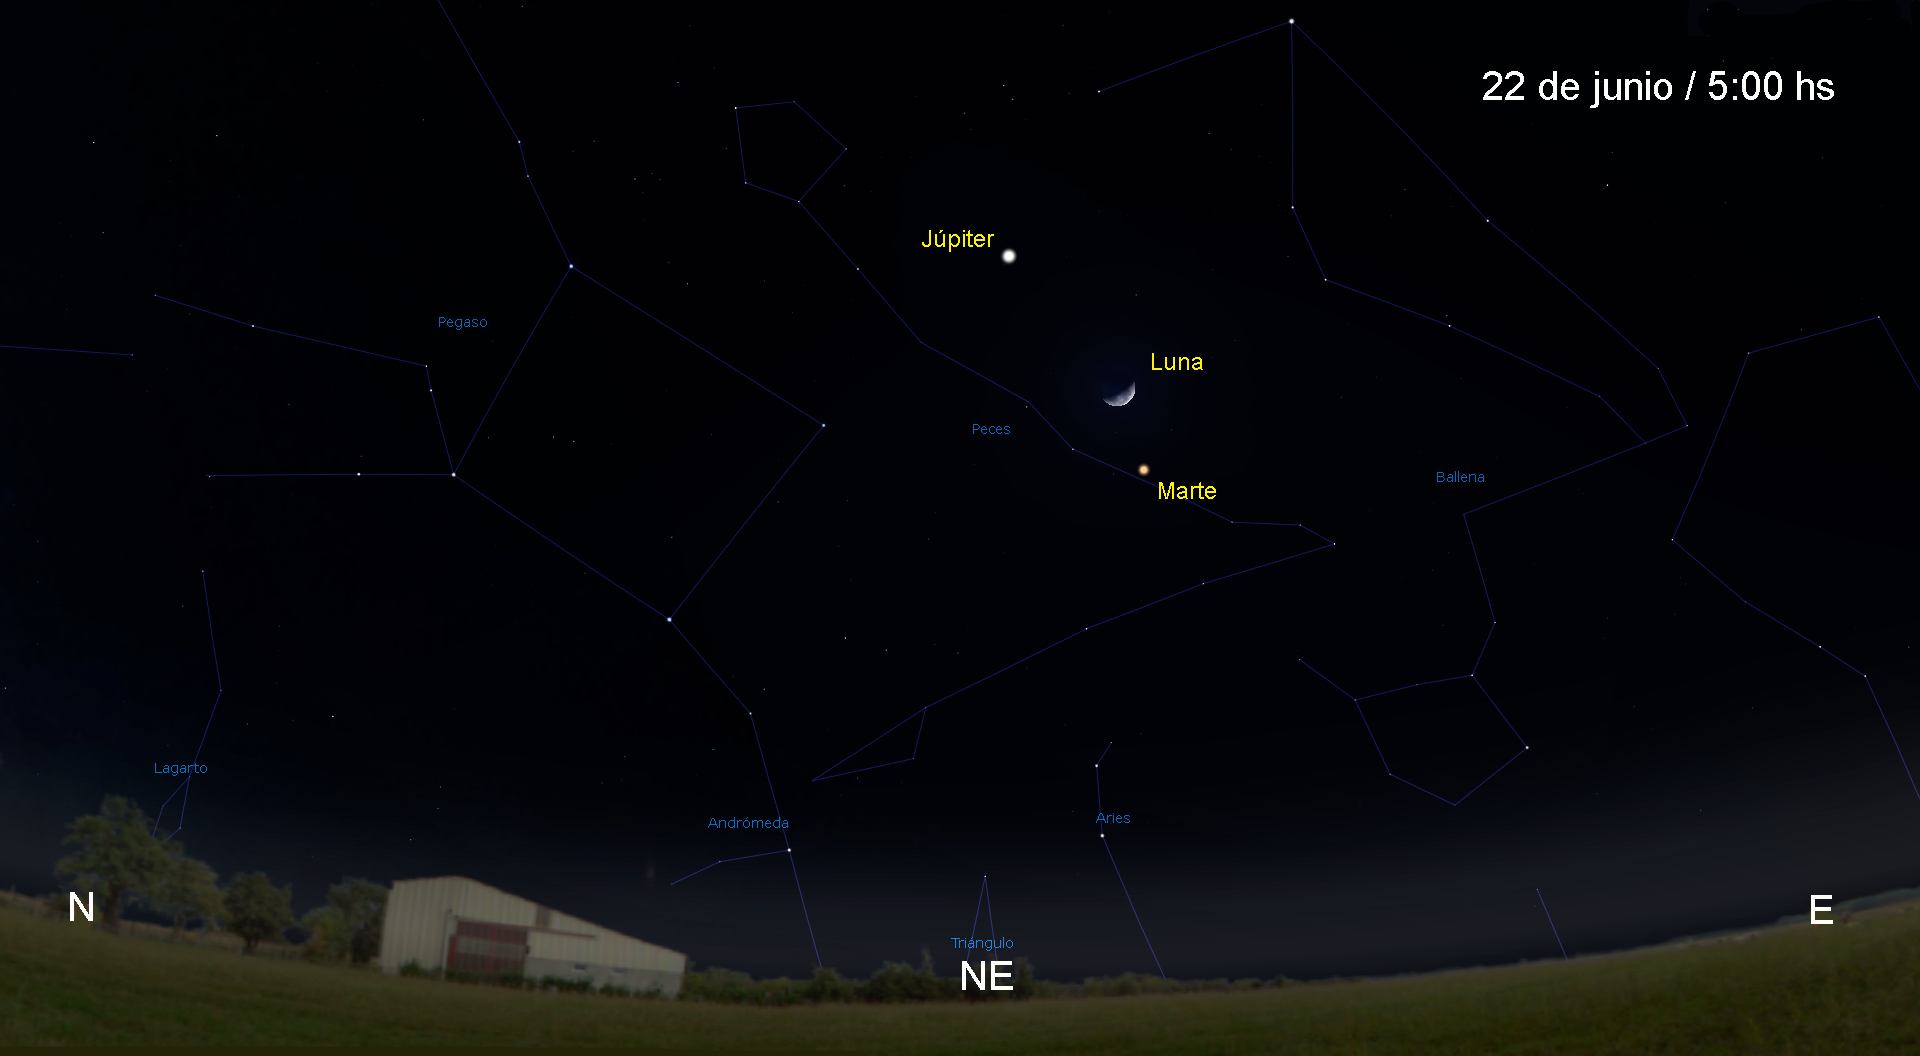 22 de junio / 5:00 hs
Júpiter
Pegaso
Luna
Peces
Ballena
Marte
Lagarto
Andrómeda
Aries
N
E
Triángulo
NE